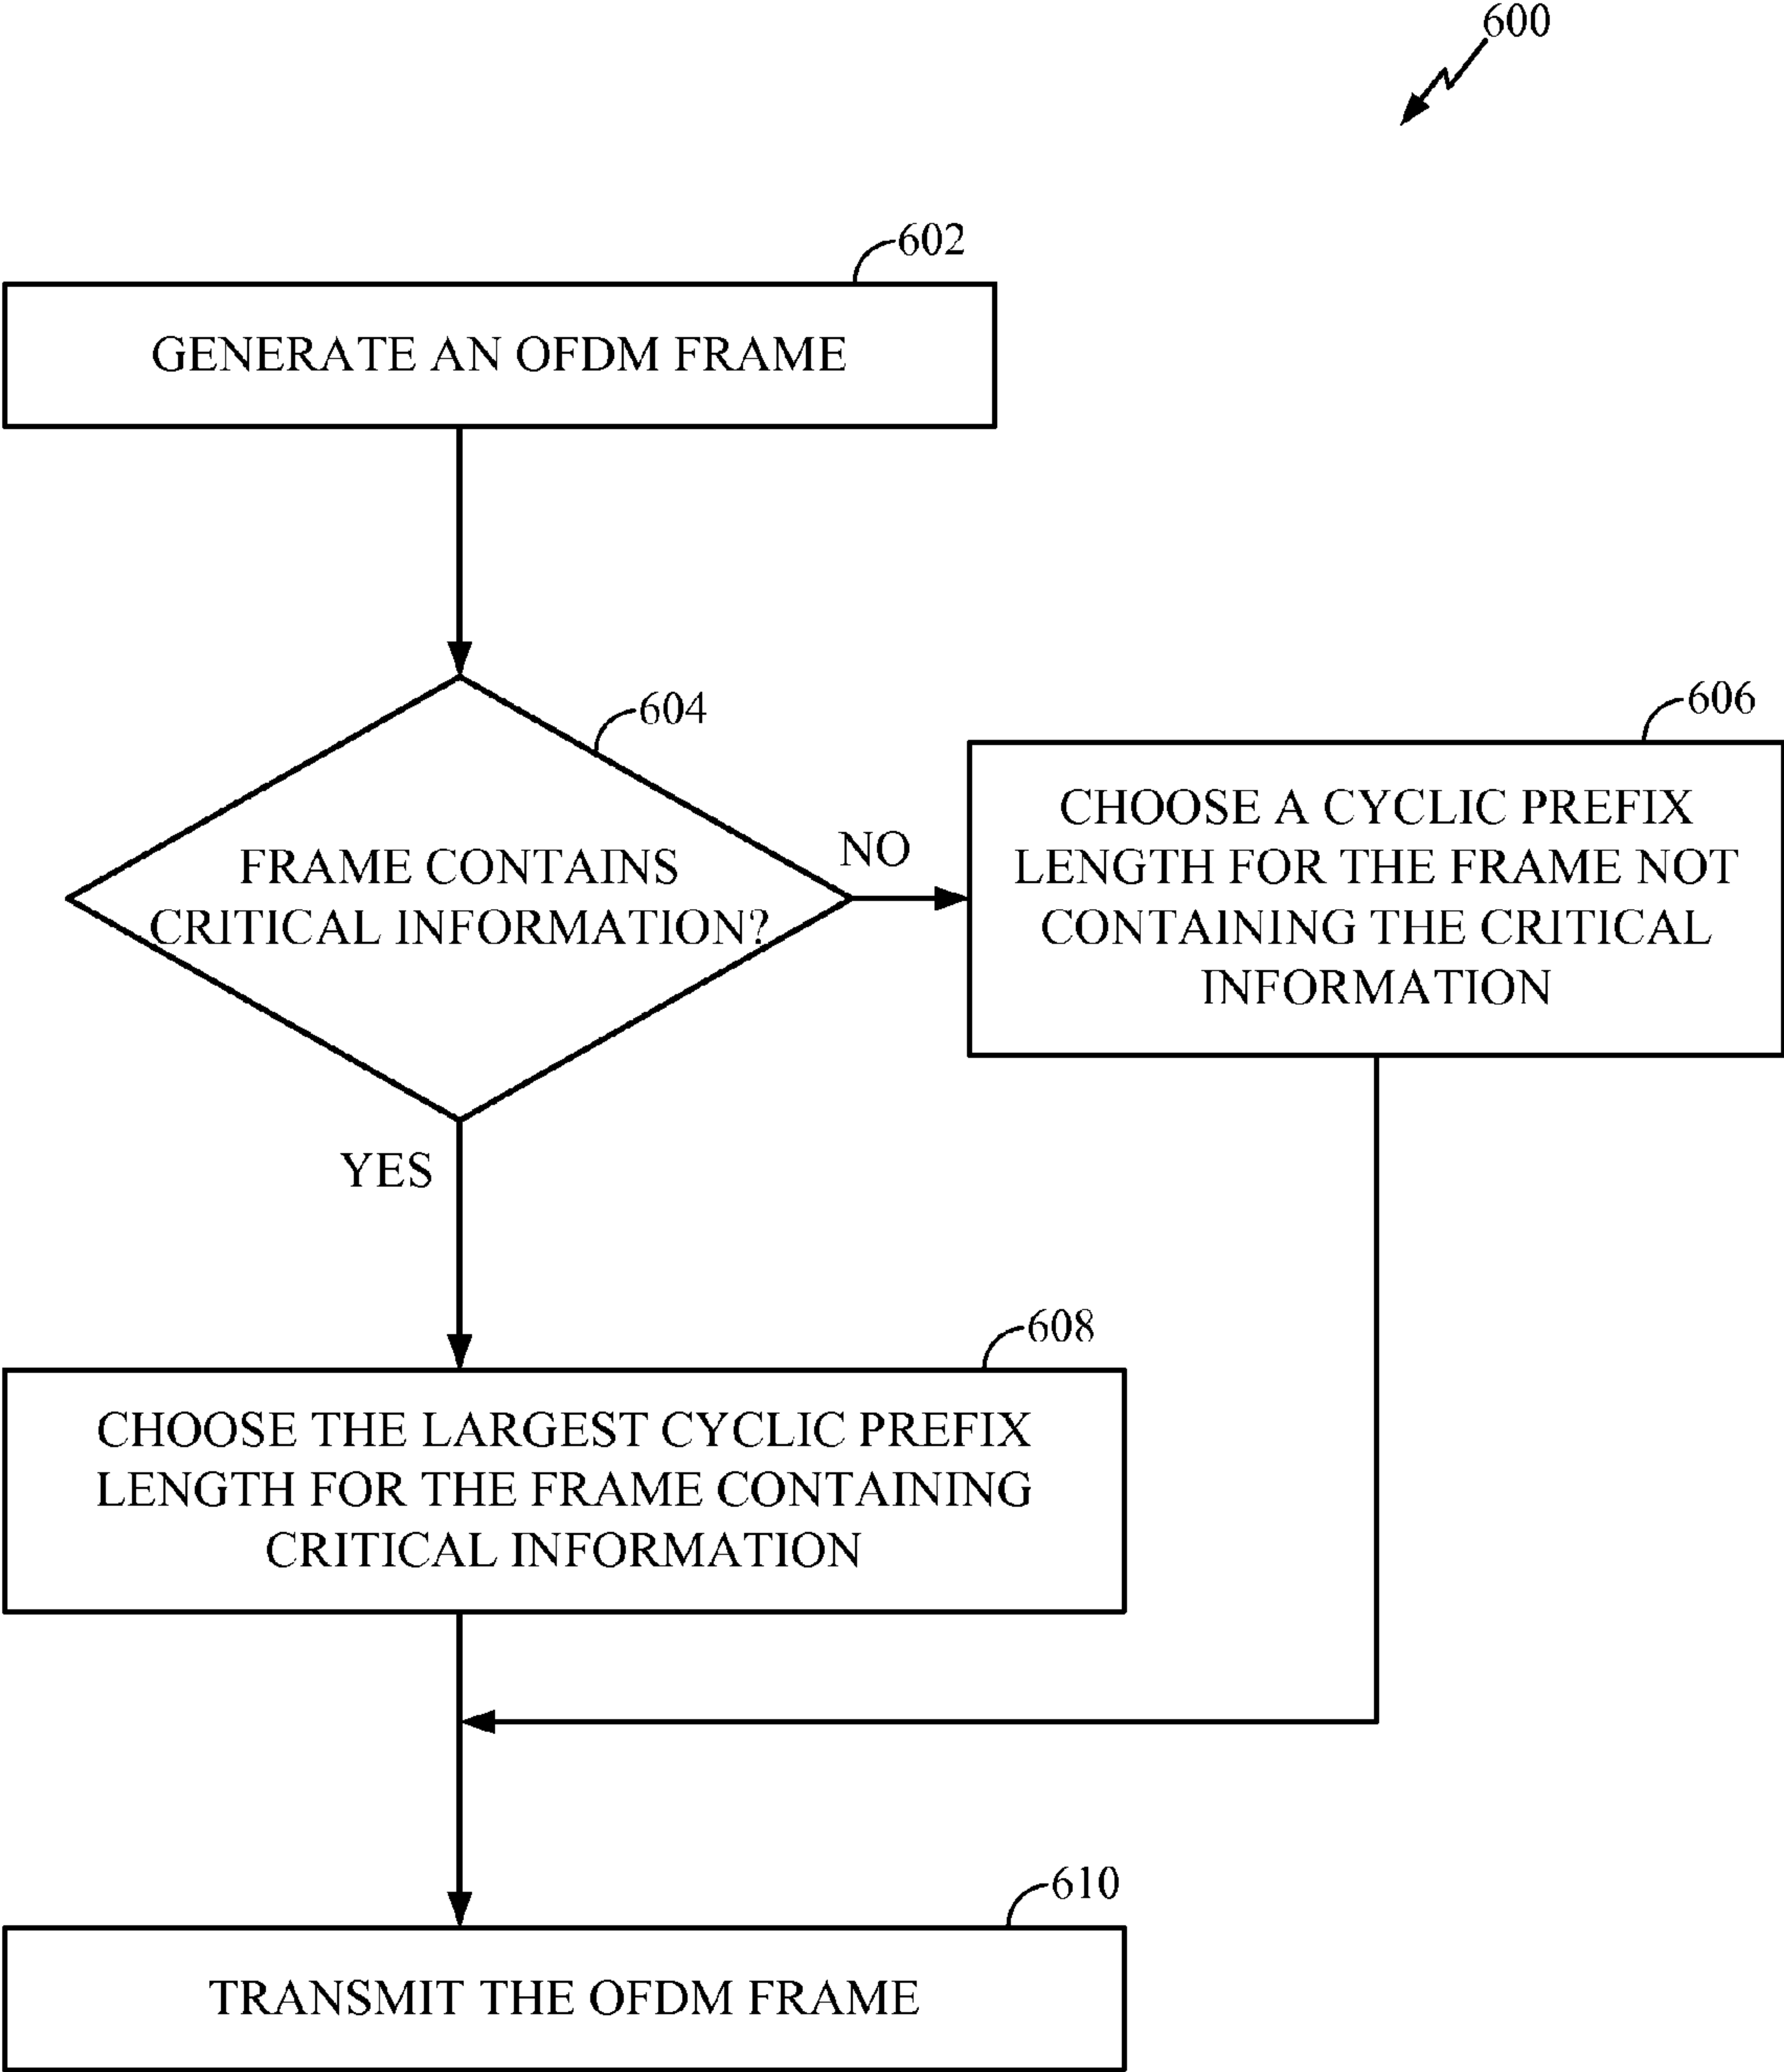 600
602
GENERATE AN OFDM FRAME
604
FRAME CONTAINS
CRITICAL INFORMATION?
NO
606
CHOOSE A CYCLIC PREFIX
LENGTH FOR THE FRAME NOT
CONTAINING THE CRITICAL
INFORMATION
YES
608
CHOOSE THE LARGEST CYCLIC PREFIX
LENGTH FOR THE FRAME CONTAINING
CRITICAL INFORMATION
610
TRANSMIT THE OFDM FRAME